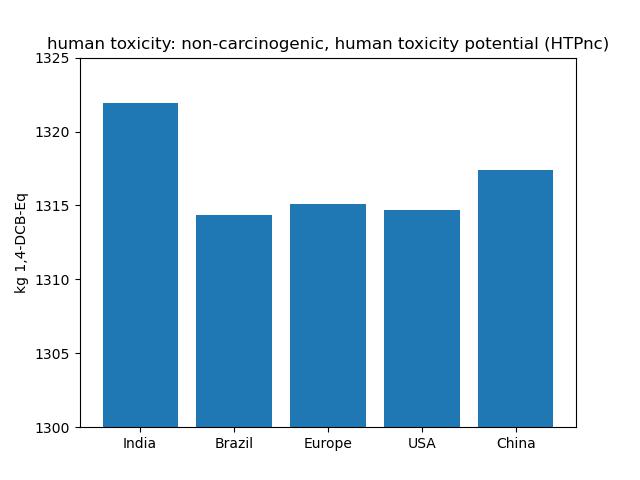 human toxicity: non-carcinogenic, human toxicity potential (HTPnc)
1325
1320
1315
1310
1305
1300
kg 1,4-DCB-Eq
India Brazil Europe USA China